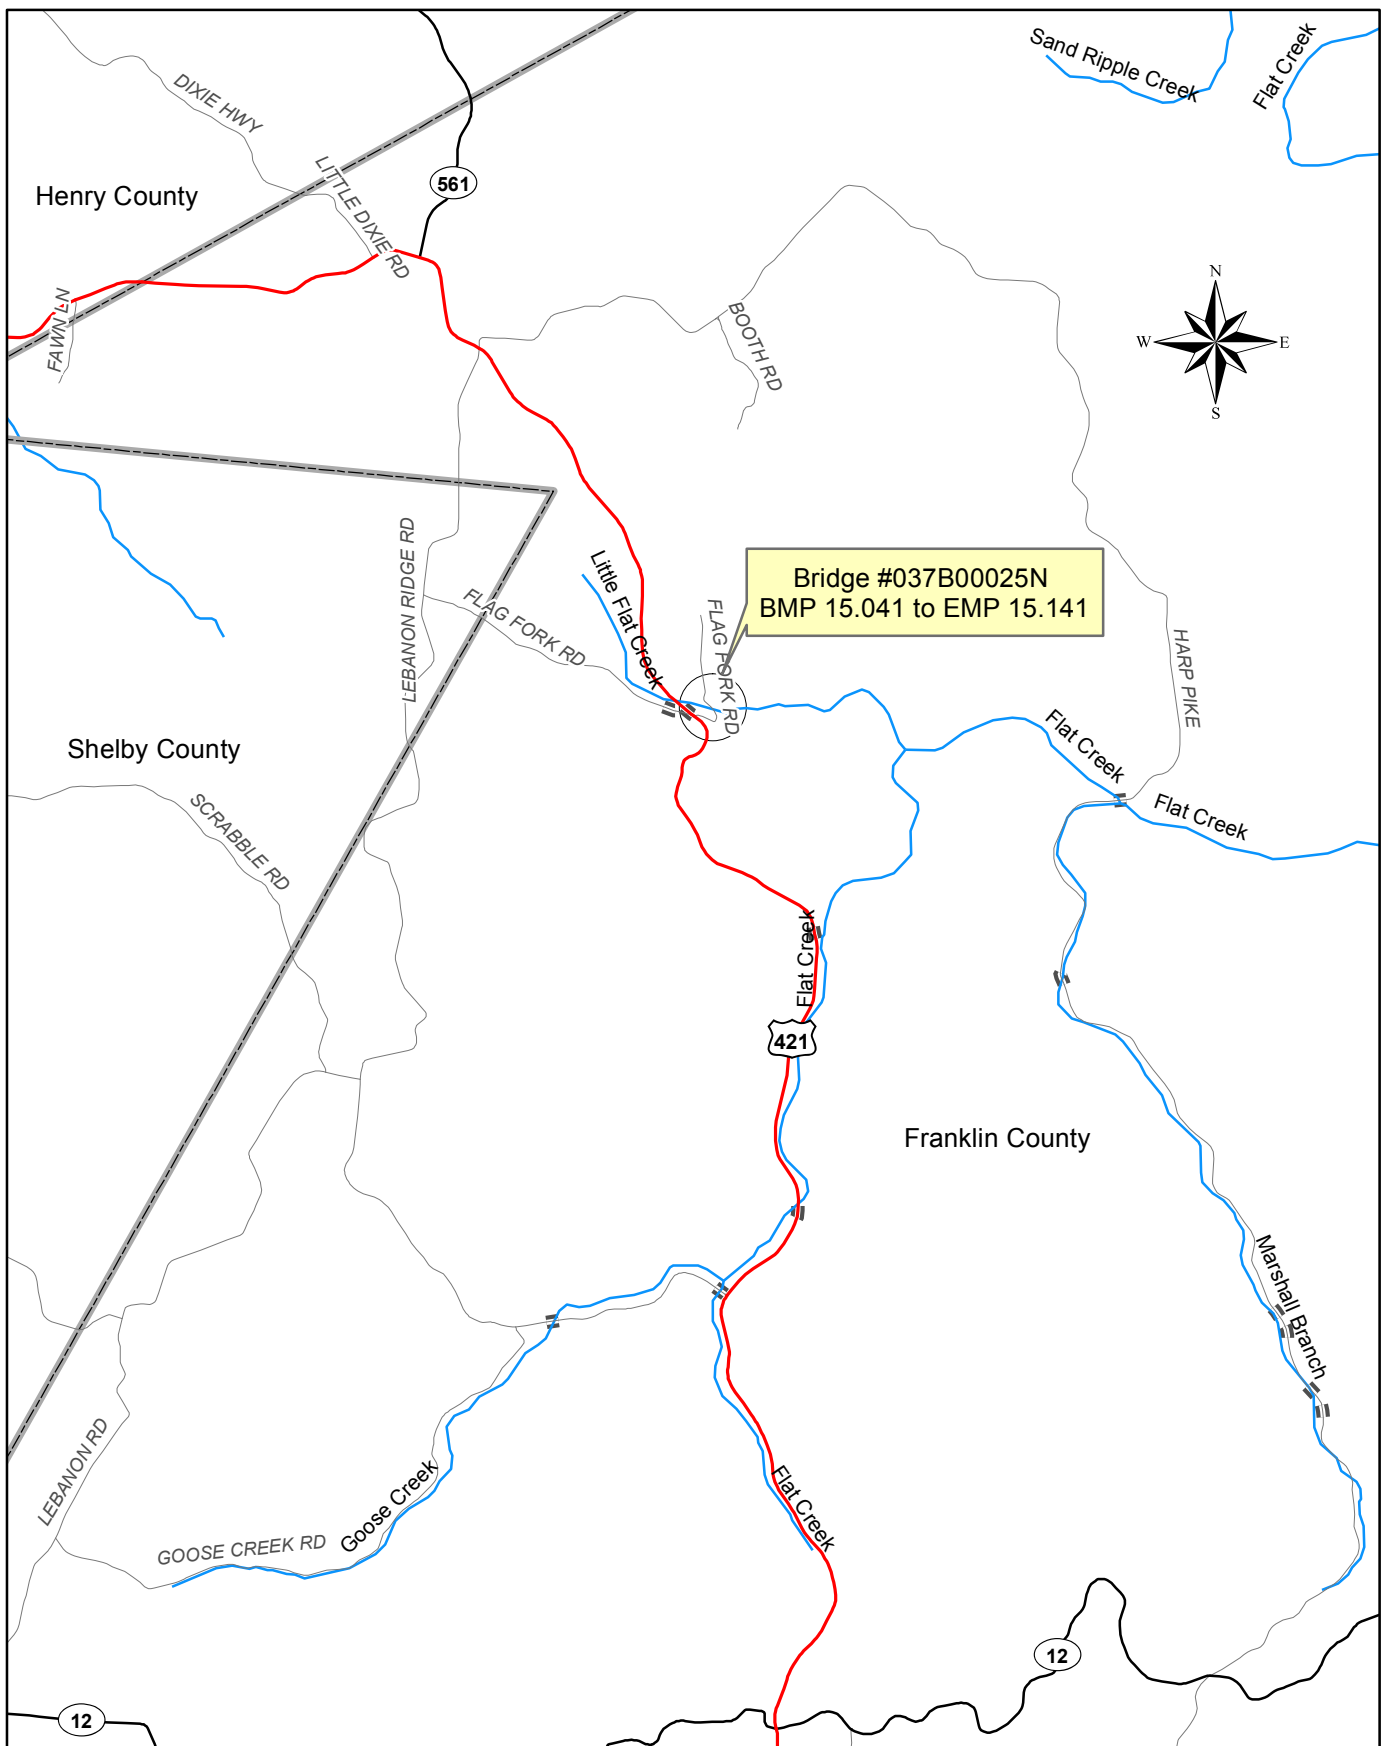 Sand Ripple Creek
Flat Creek
DIXIE HWY
LITTLE DIXIE RD
561
Henry County
FAWN LN
BOOTH RD
N
W
E
S
LEBANON RIDGE RD
FLAG FORK RD
Little Flat Creek
FLAG FORK RD
Bridge #037B00025N
BMP 15.041 to EMP 15.141
HARP PIKE
Shelby County
SCRABBLE RD
Flat Creek
Flat Creek
Flat Creek
421
Franklin County
Marshall Branch
LEBANON RD
Goose Creek
GOOSE CREEK RD
Flat Creek
12
12